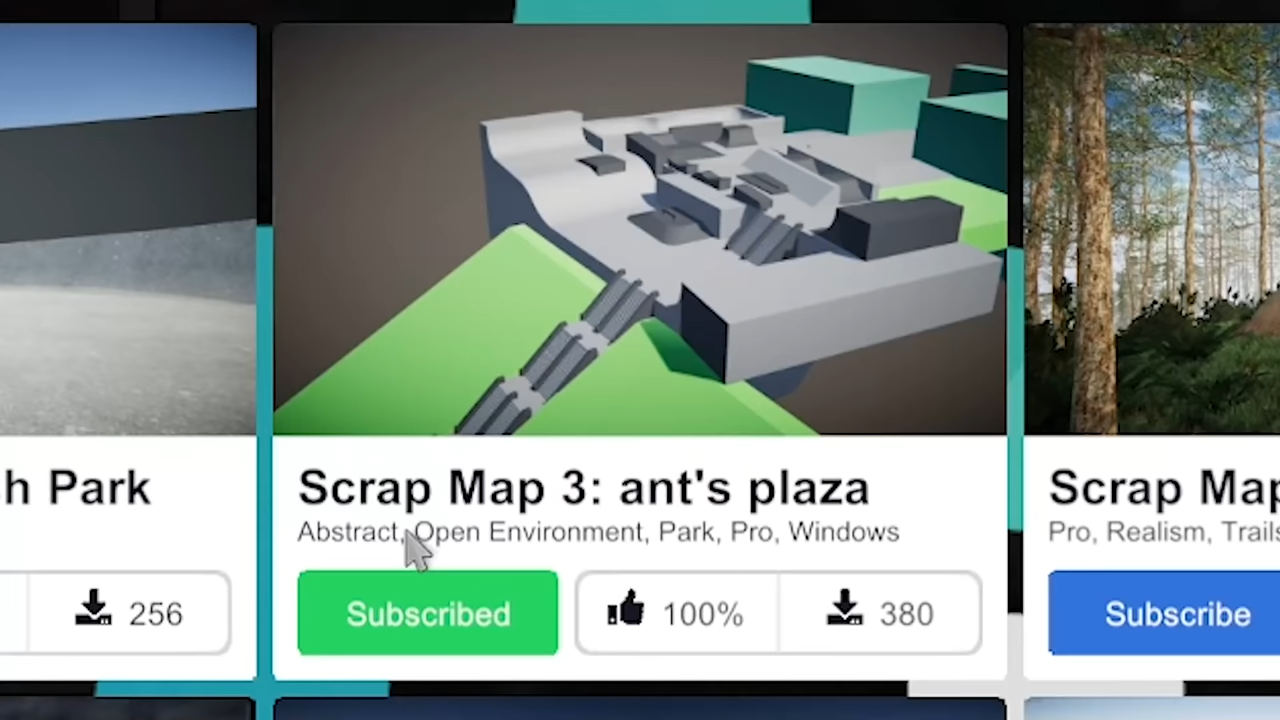 h Park
256
Scrap Map 3: ant's plaza
Abstract, Open Environment, Park, Pro, Windows
Subscribed
100%
380
Scrap Map
Pro, Realism, Trails
Subscribe